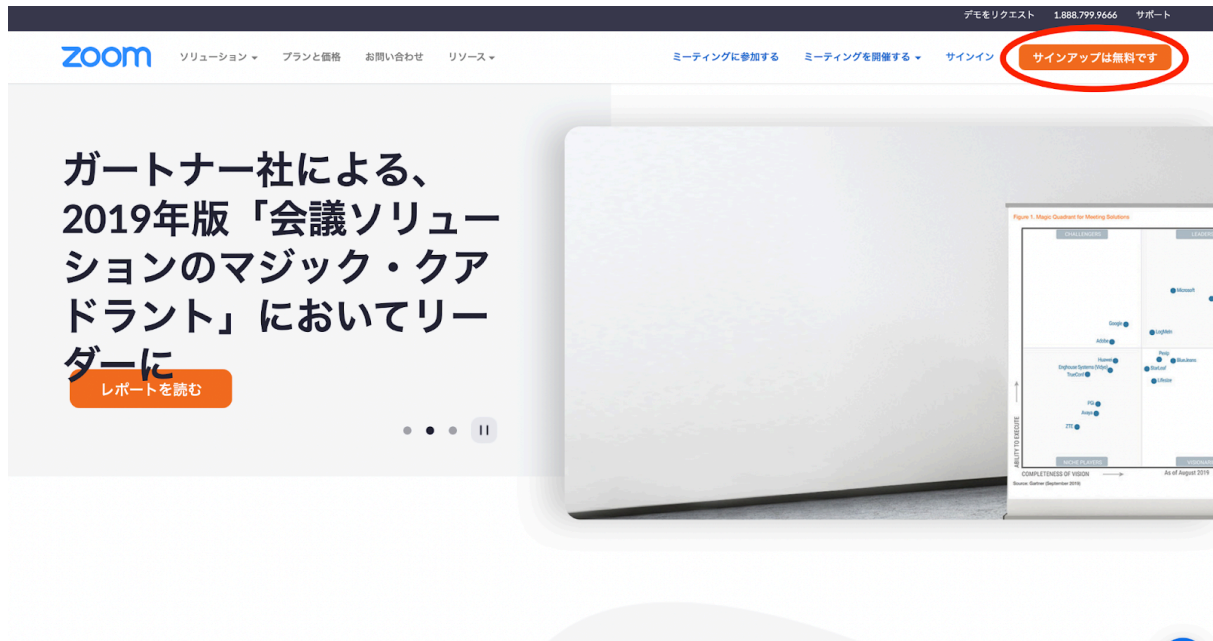 デモをリクエスト 1.888.799.9666 サポート
zoom ソリューション プランと価格 お問い合わせ リソース ミーティングに参加する ミーティングを開催する サインイン サインアップは無料です
ガートナー社による、
2019年版「会議ソリュー
ションのマジック・クア
ドラント」においてリー
ダーに
レポートを読む
Figure 1. Magic Quadrant for Meeting Solutions
CHALLENGERS LEADERS
Microsoft
Google
LogMeIn
Adobe
Pexip
Huawei BlueJeans
Enghouse Systems (Vidyo) StarLeaf
TrueConf Lifesize
PGi
Avaya
ZTE
ABILITY TO EXECUTE
NICHE PLAYERS VISIONAR
COMPLETENESS OF VISION As of August 2019
Source: Gartner (September 2019)